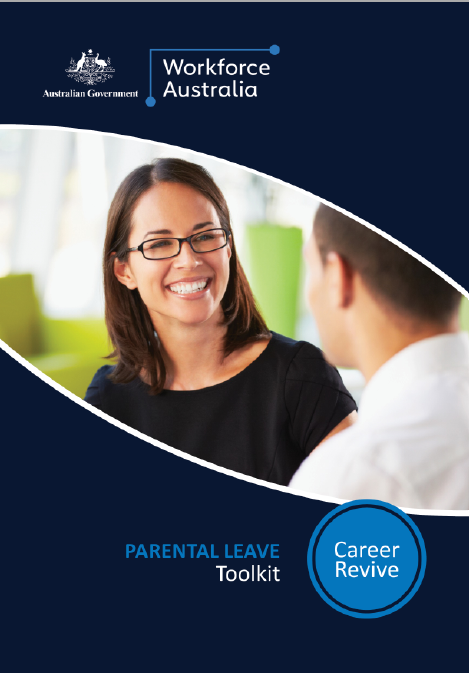 Australian Government
Workforce
Australia
PARENTAL LEAVE
Toolkit
Career
Revive